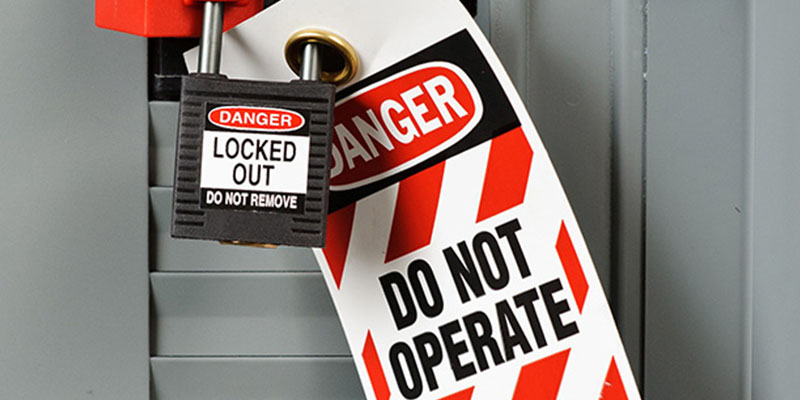 DANGER
LOCKED
OUT
DO NOT REMOVE
DANGER
DO NOT
OPERATE